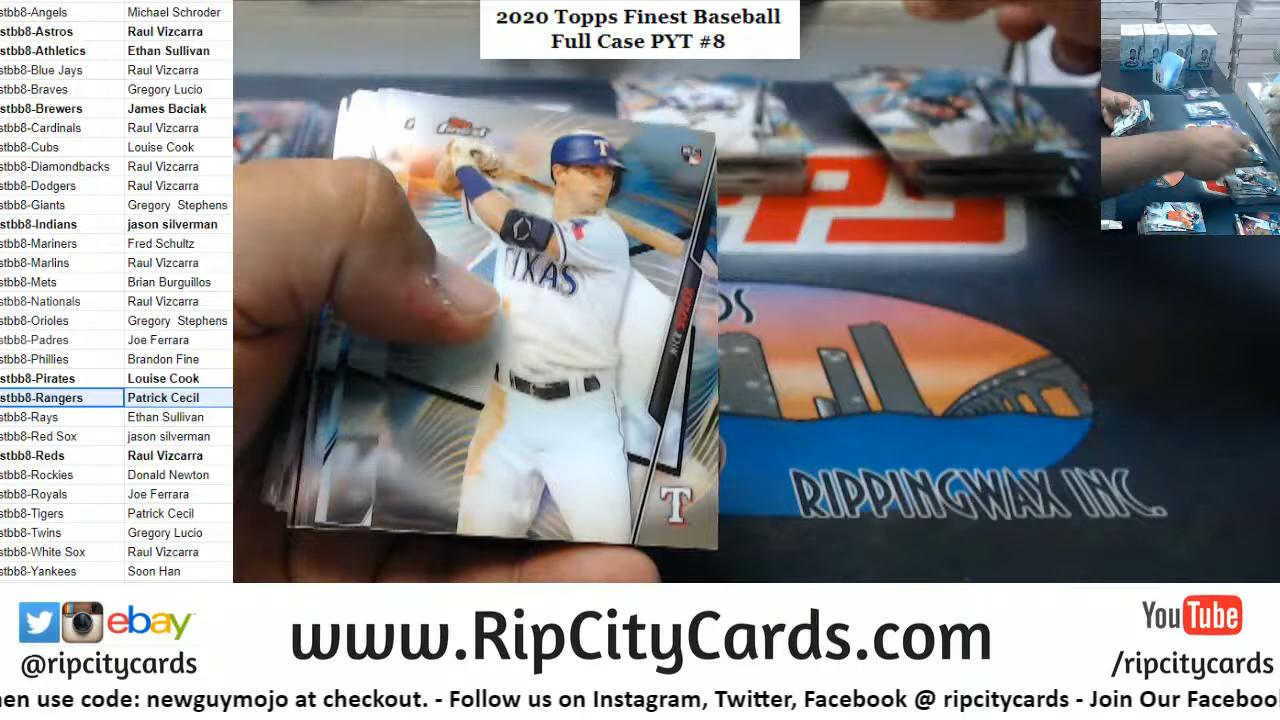 2020 Topps Finest Baseball
Full Case PYT #8
stbb8-Angels Michael Schroder
stbb8-Astros Raul Vizcarra
stbb8-Athletics Ethan Sullivan
stbb8-Blue Jays Raul Vizcarra
stbb8-Braves Gregory Lucio
stbb8-Brewers James Baciak
stbb8-Cardinals Raul Vizcarra
stbb8-Cubs Louise Cook
stbb8-Diamondbacks Raul Vizcarra
stbb8-Dodgers Raul Vizcarra
stbb8-Giants Gregory Stephens
stbb8-Indians jason silverman
stbb8-Mariners Fred Schultz
stbb8-Marlins Raul Vizcarra
stbb8-Mets Brian Burguillos
stbb8-Nationals Raul Vizcarra
stbb8-Orioles Gregory Stephens
stbb8-Padres Joe Ferrara
stbb8-Phillies Brandon Fine
stbb8-Pirates Louise Cook
stbb8-Rangers Patrick Cecil
stbb8-Rays Ethan Sullivan
stbb8-Red Sox jason silverman
stbb8-Reds Raul Vizcarra
stbb8-Rockies Donald Newton
stbb8-Royals Joe Ferrara
stbb8-Tigers Patrick Cecil
stbb8-Twins Gregory Lucio
stbb8-White Sox Raul Vizcarra
stbb8-Yankees Soon Han
finest
T
TEXAS
NICK SOLAK
T
RIPPINGWAX INC.
ebay
@ripcitycards
www.RipCityCards.com
YouTube
/ripcitycards
en use code: newguymojo at checkout. - Follow us on Instagram, Twitter, Facebook @ ripcitycards - Join Our Facebook